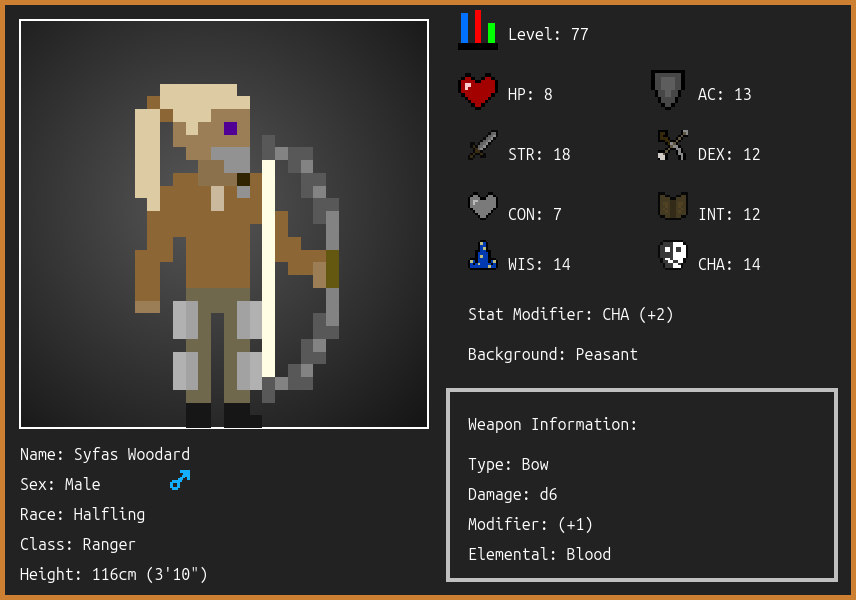 Level: 77
HP: 8
AC: 13
STR: 18
DEX: 12
CON: 7
INT: 12
WIS: 14
CHA: 14
Stat Modifier: CHA (+2)
Background: Peasant
Weapon Information:
Type: Bow
Damage: d6
Modifier: (+1)
Elemental: Blood
Name: Syfas Woodard
Sex: Male
Race: Halfling
Class: Ranger
Height: 116cm (3'10")